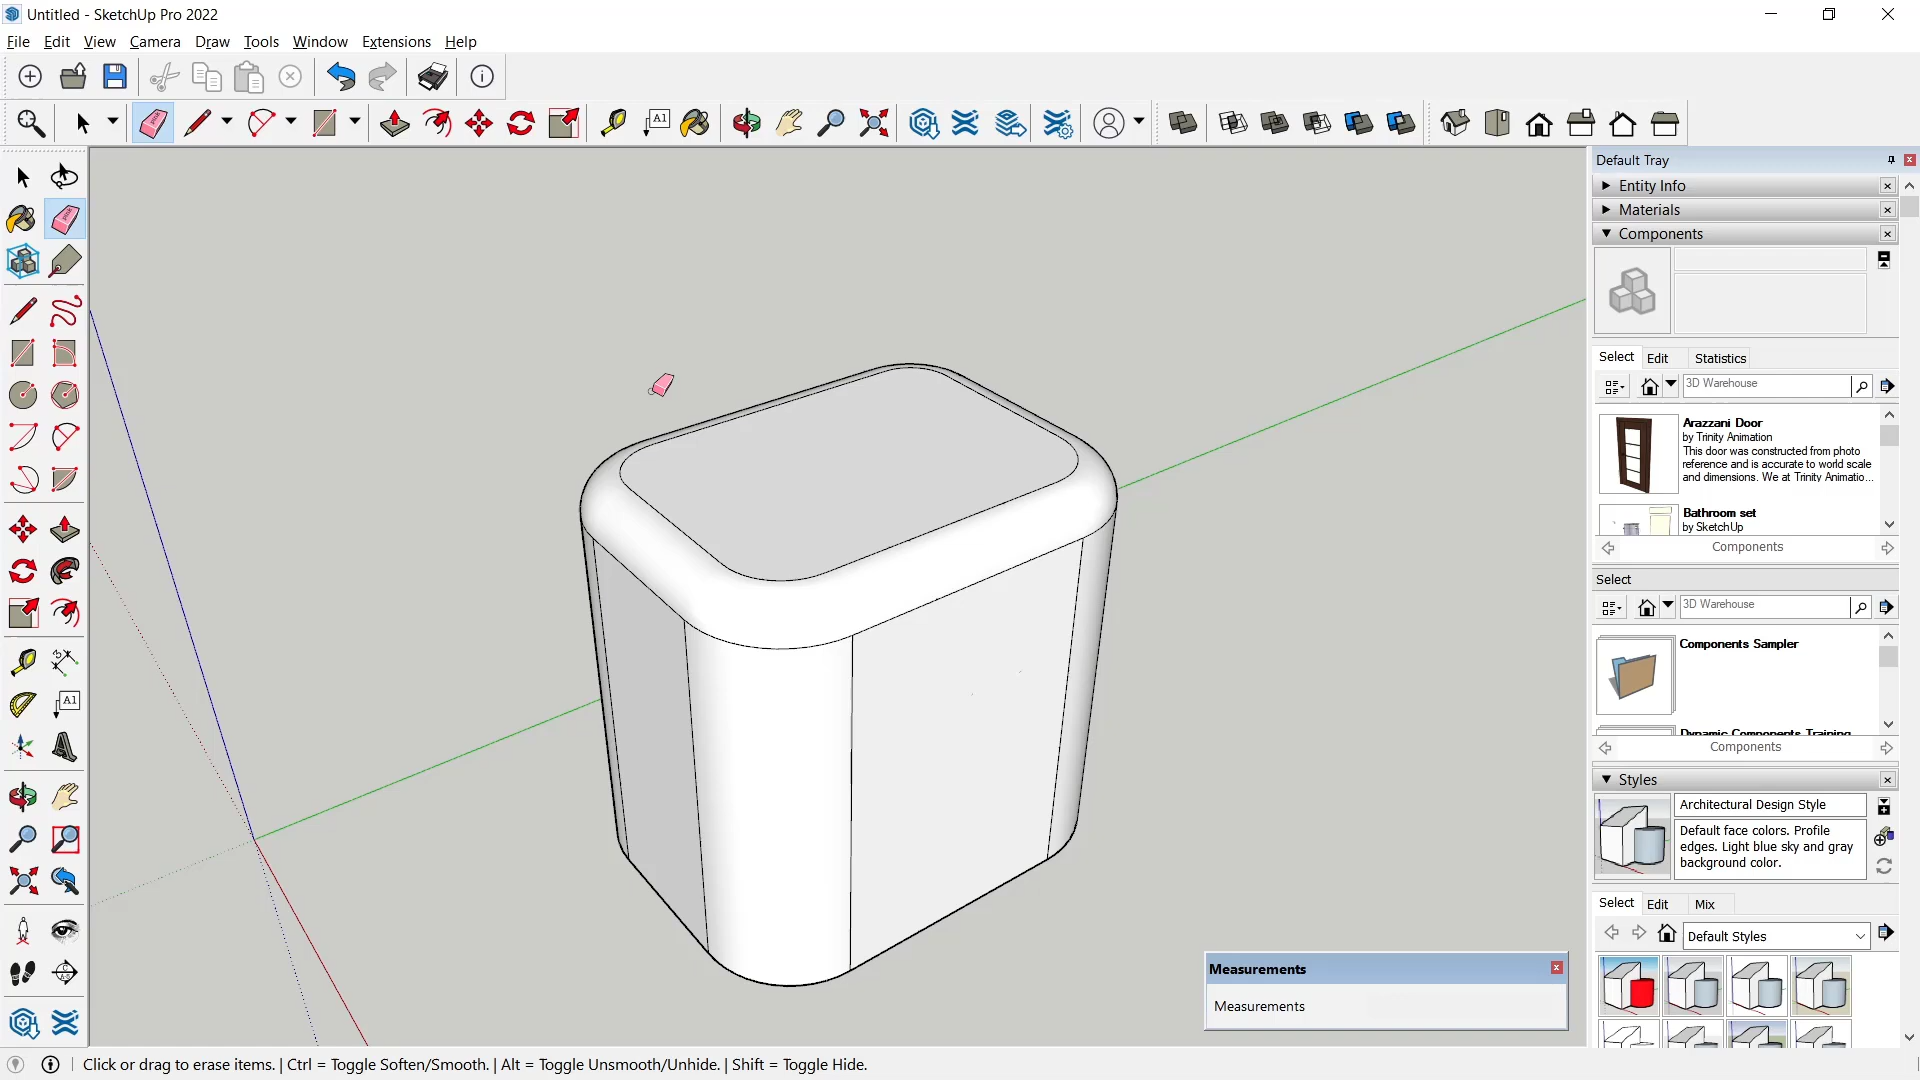 Untitled - SketchUp Pro 2022
File Edit View Camera Draw Tools Window Extensions Help
A1
Default Tray
Entity Info
Materials
Components
Select Edit Statistics
3D Warehouse
Arazzani Door
by Trinity Animation
This door was constructed from photo
reference and is accurate to world scale
and dimensions. We at Trinity Animatio...
Bathroom set
by SketchUp
Components
Select
3D Warehouse
Components Sampler
Dynamic Components Training
Components
A1
Styles
Architectural Design Style
Default face colors. Profile
edges. Light blue sky and gray
background color.
Select Edit Mix
Default Styles
Measurements
Measurements
Click or drag to erase items. | Ctrl = Toggle Soften/Smooth. | Alt = Toggle Unsmooth/Unhide. | Shift = Toggle Hide.